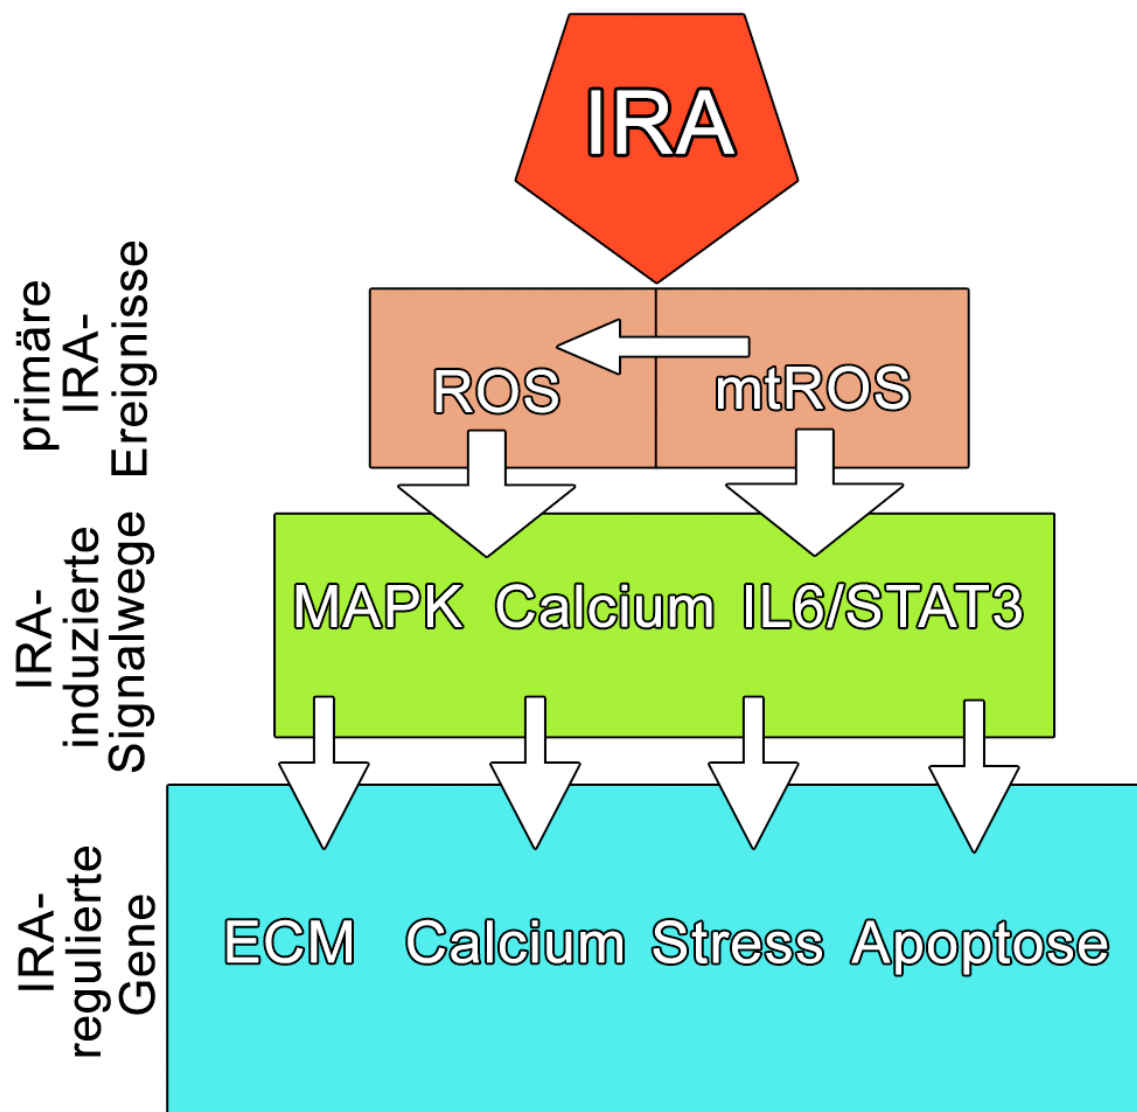 IRA
primäre
IRA-
Ereignisse
ROS
mtROS
IRA-
induzierte
Signalwege
MAPK Calcium IL6/STAT3
IRA-
regulierte
Gene
ECM Calcium Stress Apoptose